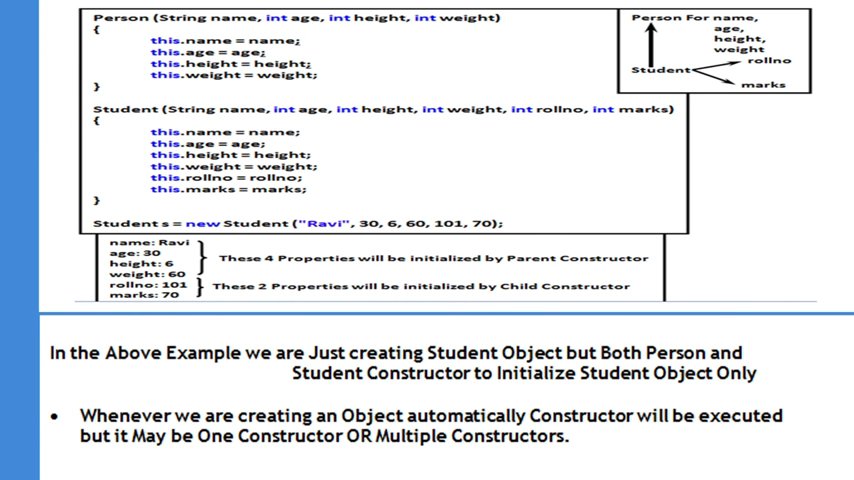 Person (String name, int age, int height, int weight)
{
this.name = name;
this.age = age;
this.height = height;
this.weight = weight;
}
Student (String name, int age, int height, int weight, int rollno, int marks)
{
this.name = name;
this.age = age;
this.height = height;
this.weight = weight;
this.rollno = rollno;
this.marks = marks;
}
Student s = new Student ("Ravi", 30, 6, 60, 101, 70);
Person For name,
age,
height,
weight
rollno
Student
marks
name: Ravi
age: 30
height: 6
weight: 60
These 4 Properties will be initialized by Parent Constructor
rollno: 101
marks: 70
These 2 Properties will be initialized by Child Constructor
In the Above Example we are Just creating Student Object but Both Person and
Student Constructor to Initialize Student Object Only
• Whenever we are creating an Object automatically Constructor will be executed
but it May be One Constructor OR Multiple Constructors.